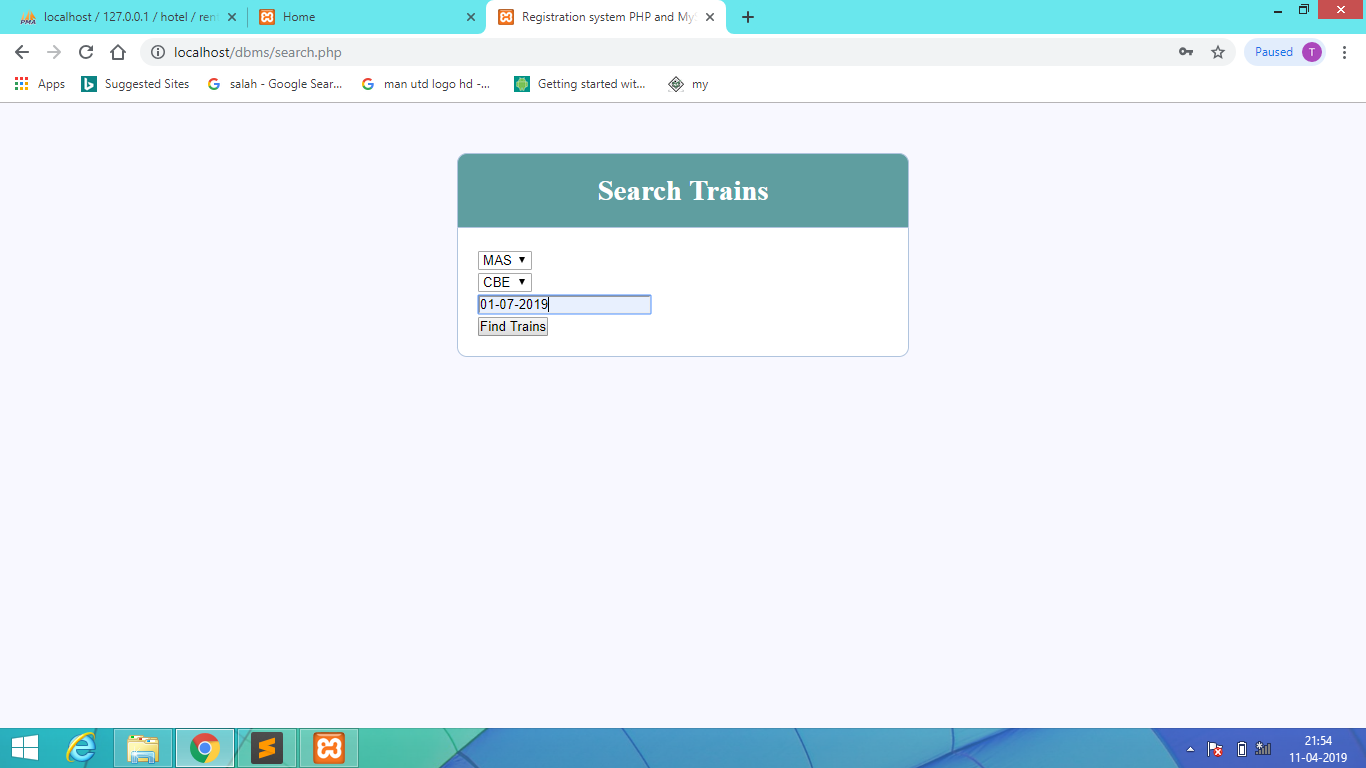 localhost / 127.0.0.1 / hotel / ren
Home
Registration system PHP and My
localhost/dbms/search.php
Paused
T
Apps
Suggested Sites
salah - Google Sear...
man utd logo hd -...
Getting started wit...
my
Search Trains
MAS
CBE
01-07-2019
Find Trains
21:54
11-04-2019